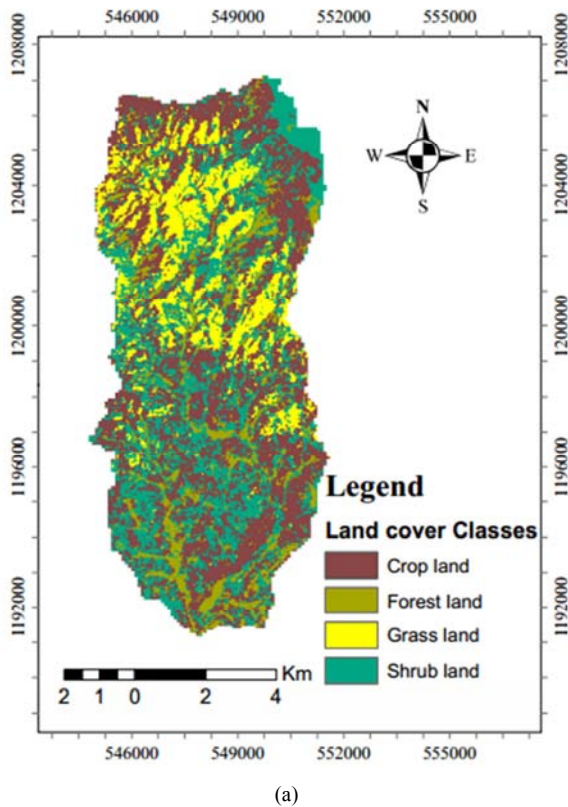 546000 549000 552000 555000
1208000 1208000
N
W E
S
1204000 1204000
1200000 1200000
1196000 1196000
Legend
Land cover Classes
Crop land
Forest land
Grass land
Shrub land
1192000 1192000
Km
2 1 0 2 4
546000 549000 552000 555000
(a)